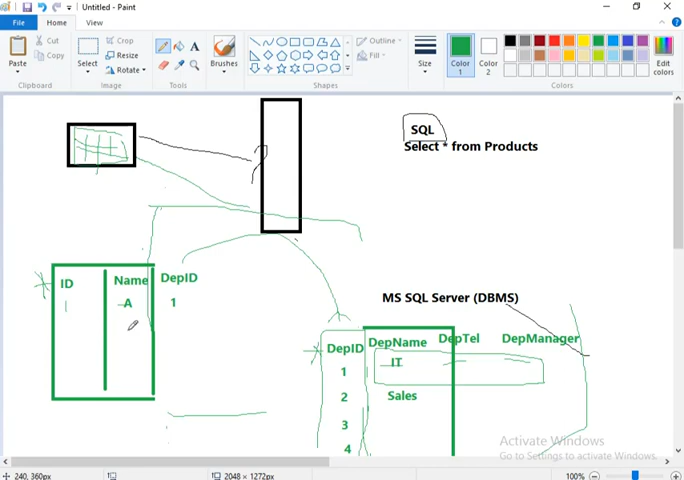 Untitled - Paint
File Home View
Paste
Cut
Copy
Clipboard
Select
Crop
Resize
Rotate
Image
A
Tools
Brushes
Shapes
Outline
Fill
Size
Color 1
Color 2
Edit colors
Colors
SQL
Select * from Products
ID Name DepID
1 A 1
MS SQL Server (DBMS)
DepID DepName DepTel DepManager
1 IT
2 Sales
3
4
Activate Windows
Go to Settings to activate Windows.
240, 360px
2048 × 1272px
100%